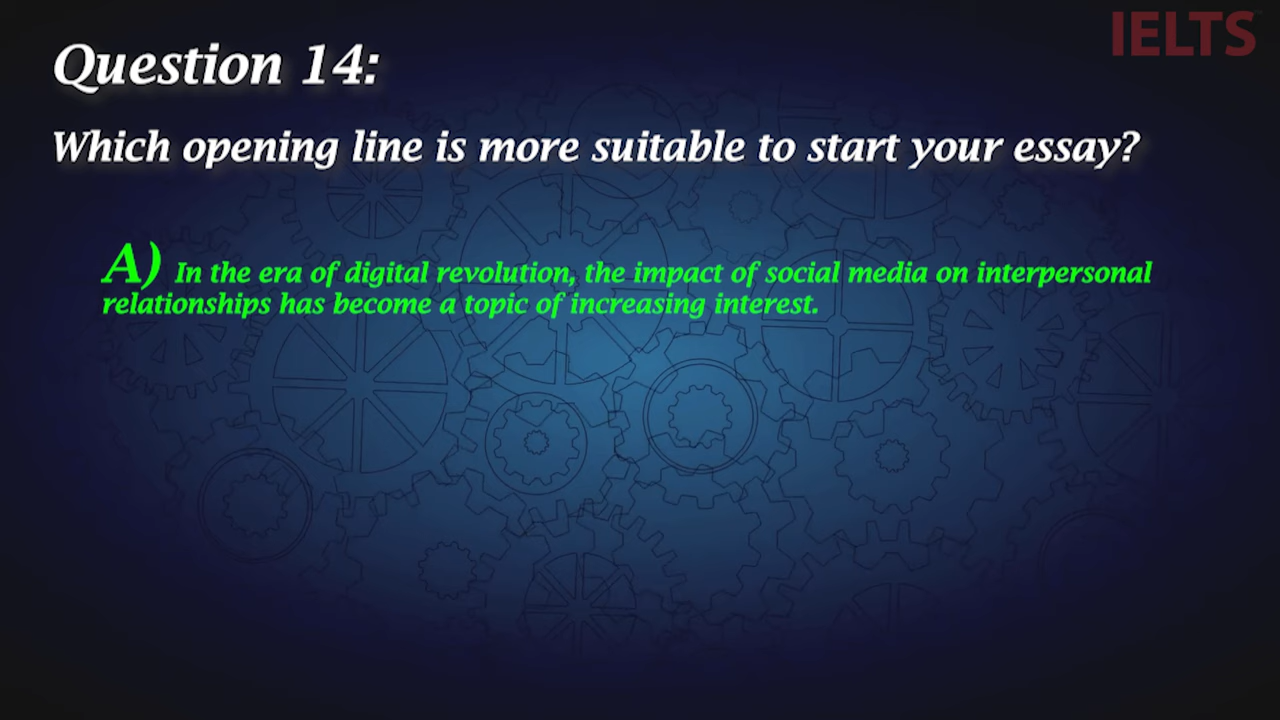 IELTS
Question 14:
Which opening line is more suitable to start your essay?
A) In the era of digital revolution, the impact of social media on interpersonal
relationships has become a topic of increasing interest.